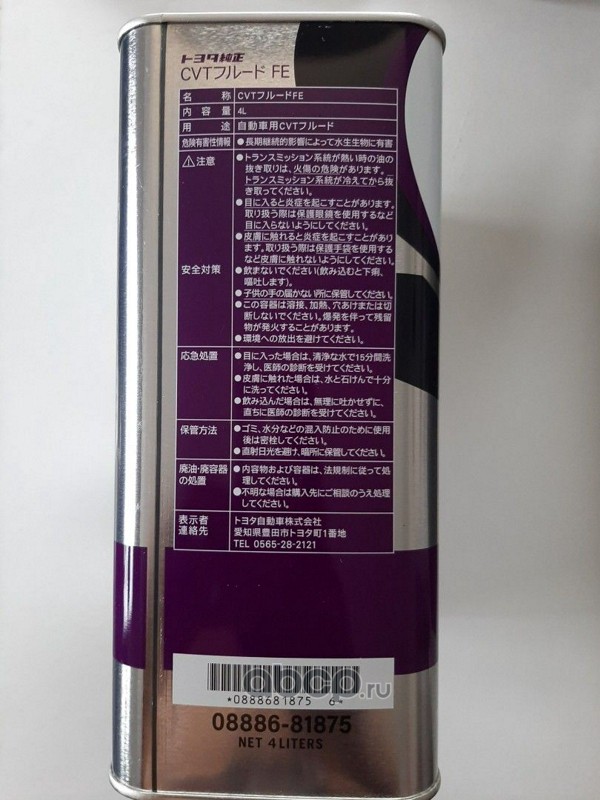 トヨタ純正
CVTフルード FE
名 称 CVTフルードFE
内 容 量 4L
用 途 自動車用CVTフルード
危険有害性情報 ●長期継続的影響によって水生生物に有害
⚠注意 ●トランスミッション系統が熱い時の油の
抜き取りは、火傷の危険があります。
トランスミッション系統が冷えてから抜
き取ってください。
●目に入ると炎症を起こすことがあります。
取り扱う際は保護眼鏡を使用するなど
目に入らないようにしてください。
●皮膚に触れると炎症を起こすことがあり
ます。取り扱う際は保護手袋を使用する
など皮膚に触れないようにしてください。
安全対策 ●飲まないでください(飲み込むと下痢、
嘔吐します)。
●子供の手の届かない所に保管してください。
●この容器は溶接、加熱、穴あけまたは切
断しないでください。爆発を伴って残留
物が発火することがあります。
●環境への放出を避けてください。
応急処置 ●目に入った場合は、清浄な水で15分間洗
浄し、医師の診断を受けてください。
●皮膚に触れた場合は、水と石けんで十分
に洗ってください。
●飲み込んだ場合は、無理に吐かせずに、
直ちに医師の診断を受けてください。
保管方法 ●ゴミ、水分などの混入防止のために使用
後は密栓してください。
●直射日光を避け、暗所に保管してください。
廃油・廃容器 ●内容物および容器は、法規制に従って処
の処置 理してください。
●不明な場合は購入先にご相談のうえ処理
してください。
表示者 トヨタ自動車株式会社
連絡先 愛知県豊田市トヨタ町1番地
TEL 0565-28-2121
abcp.ru
*0888681875 6*
08886-81875
NET 4 LITERS